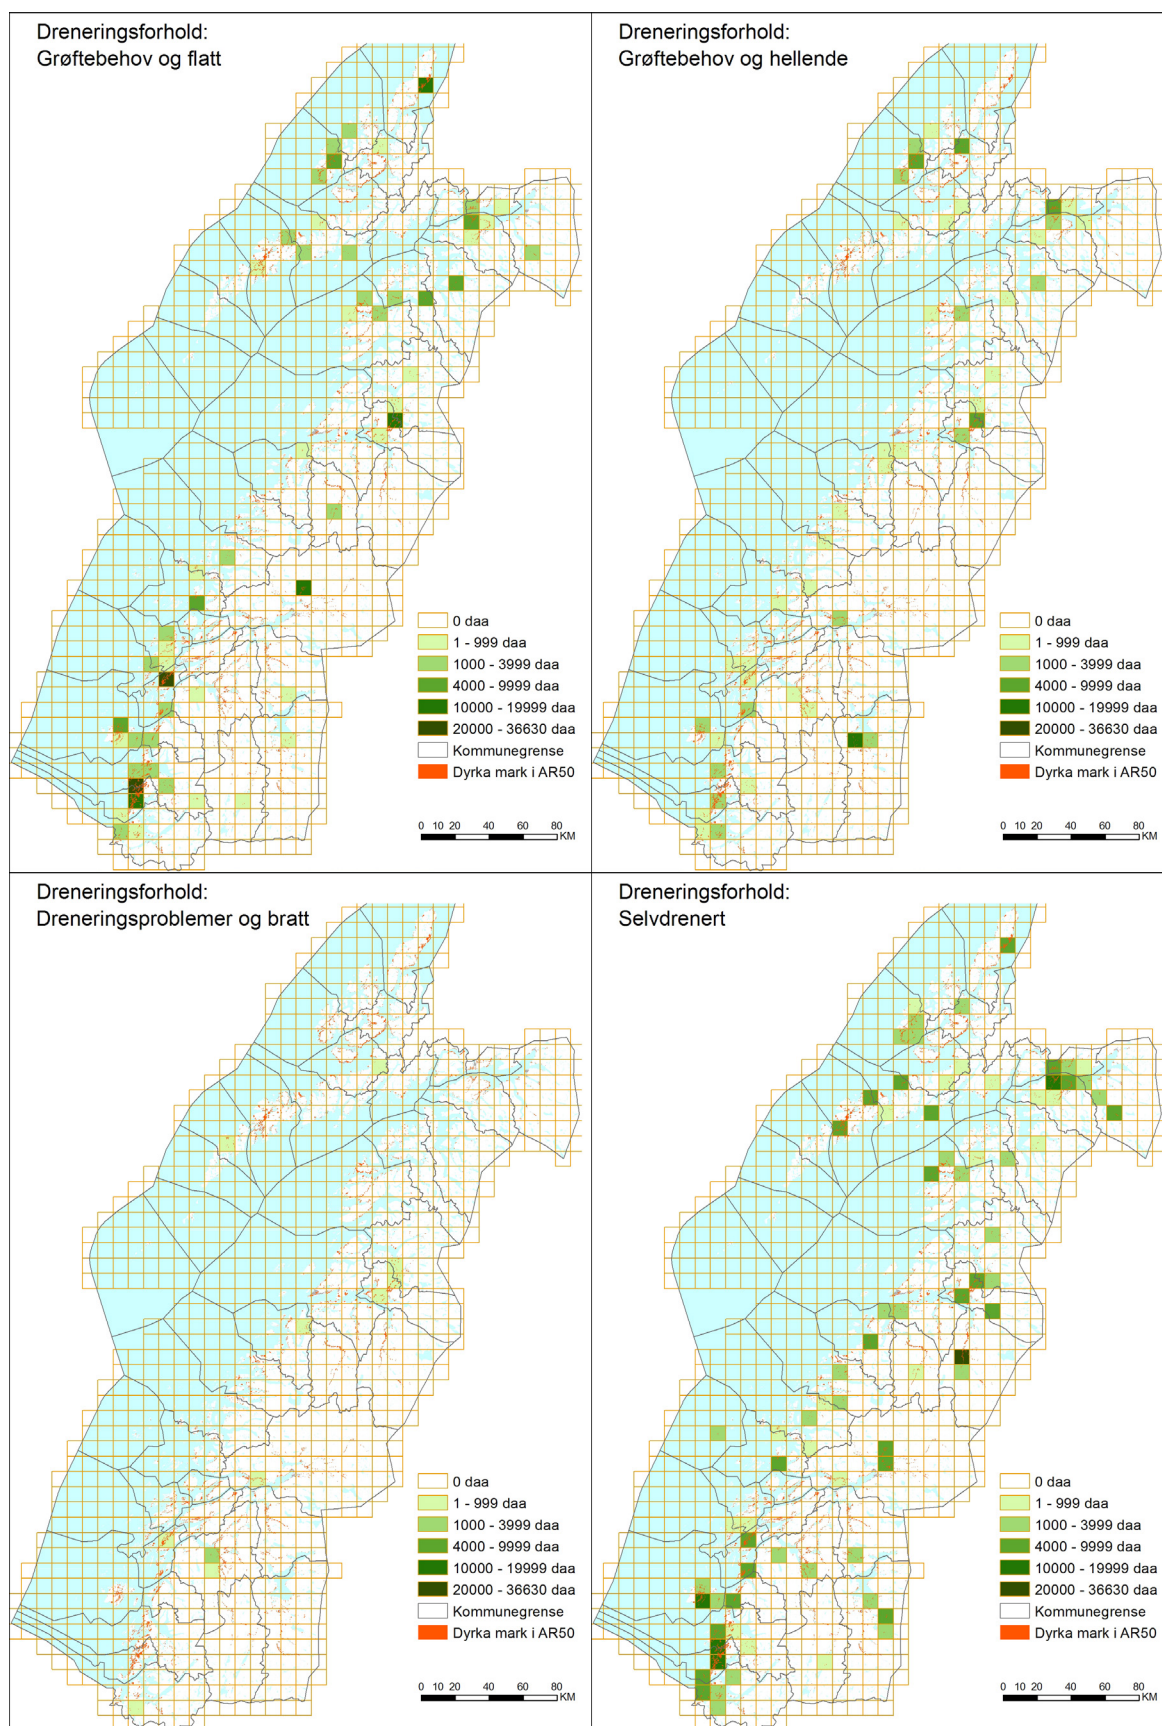 Dreneringsforhold:
Grøftebehov og flatt
0 daa
1 - 999 daa
1000 - 3999 daa
4000 - 9999 daa
10000 - 19999 daa
20000 - 36630 daa
Kommunegrense
Dyrka mark i AR50
0 10 20 40 60 80
KM
Dreneringsforhold:
Grøftebehov og hellende
0 daa
1 - 999 daa
1000 - 3999 daa
4000 - 9999 daa
10000 - 19999 daa
20000 - 36630 daa
Kommunegrense
Dyrka mark i AR50
0 10 20 40 60 80
KM
Dreneringsforhold:
Dreneringsproblemer og bratt
0 daa
1 - 999 daa
1000 - 3999 daa
4000 - 9999 daa
10000 - 19999 daa
20000 - 36630 daa
Kommunegrense
Dyrka mark i AR50
0 10 20 40 60 80
KM
Dreneringsforhold:
Selvdrenert
0 daa
1 - 999 daa
1000 - 3999 daa
4000 - 9999 daa
10000 - 19999 daa
20000 - 36630 daa
Kommunegrense
Dyrka mark i AR50
0 10 20 40 60 80
KM